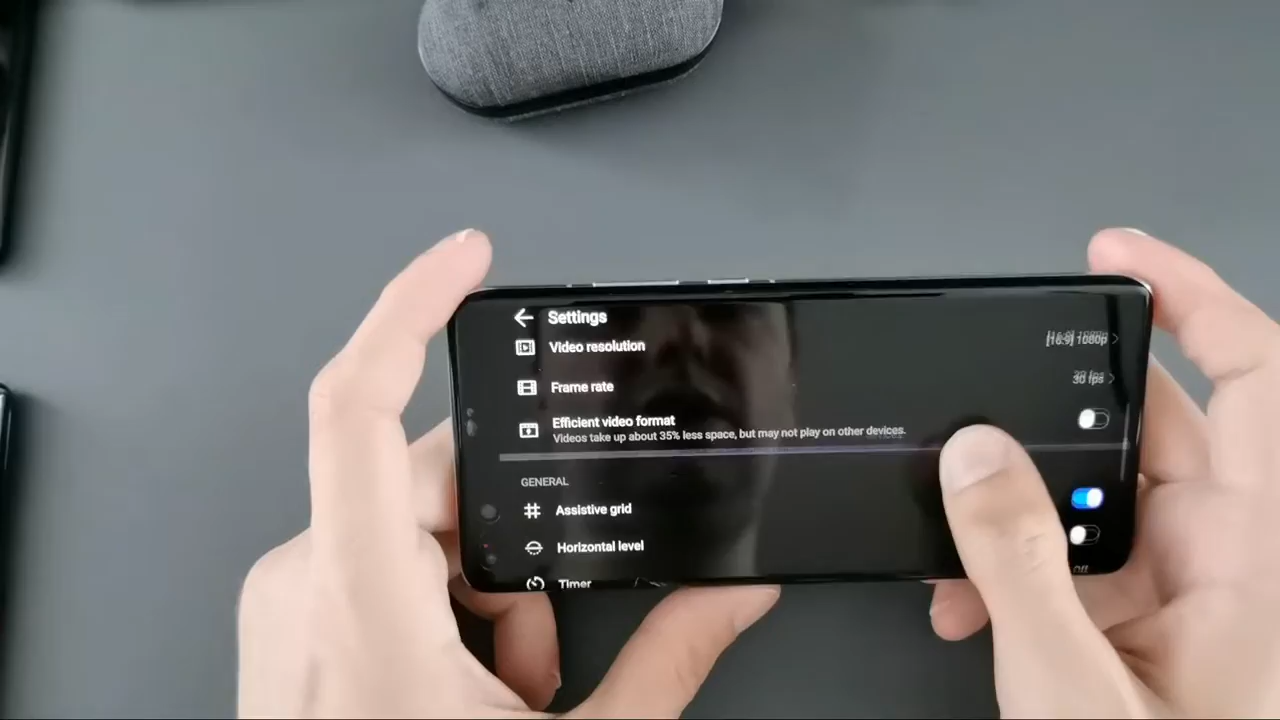 Settings
Video resolution
[16:9] 1080p
Frame rate
30 fps
Efficient video format
Videos take up about 35% less space, but may not play on other devices.
GENERAL
Assistive grid
Horizontal level
Timer
Off